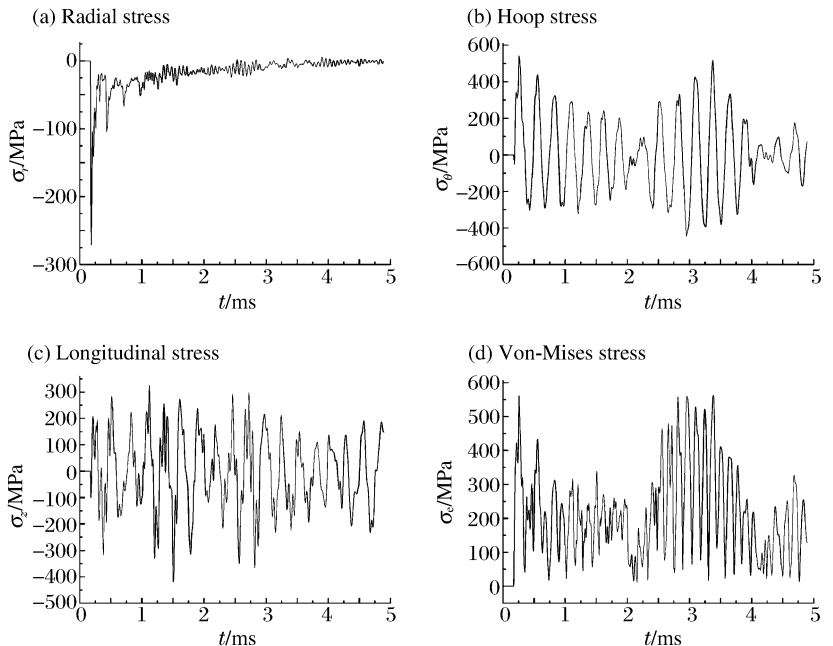 (a) Radial stress
0
−100
−200
−300
σr/MPa
0 1 2 3 4 5
t/ms
(b) Hoop stress
600
400
200
0
−200
−400
−600
σθ/MPa
0 1 2 3 4 5
t/ms
(c) Longitudinal stress
300
200
100
0
−100
−200
−300
−400
−500
σz/MPa
0 1 2 3 4 5
t/ms
(d) Von-Mises stress
600
500
400
300
200
100
0
σe/MPa
0 1 2 3 4 5
t/ms